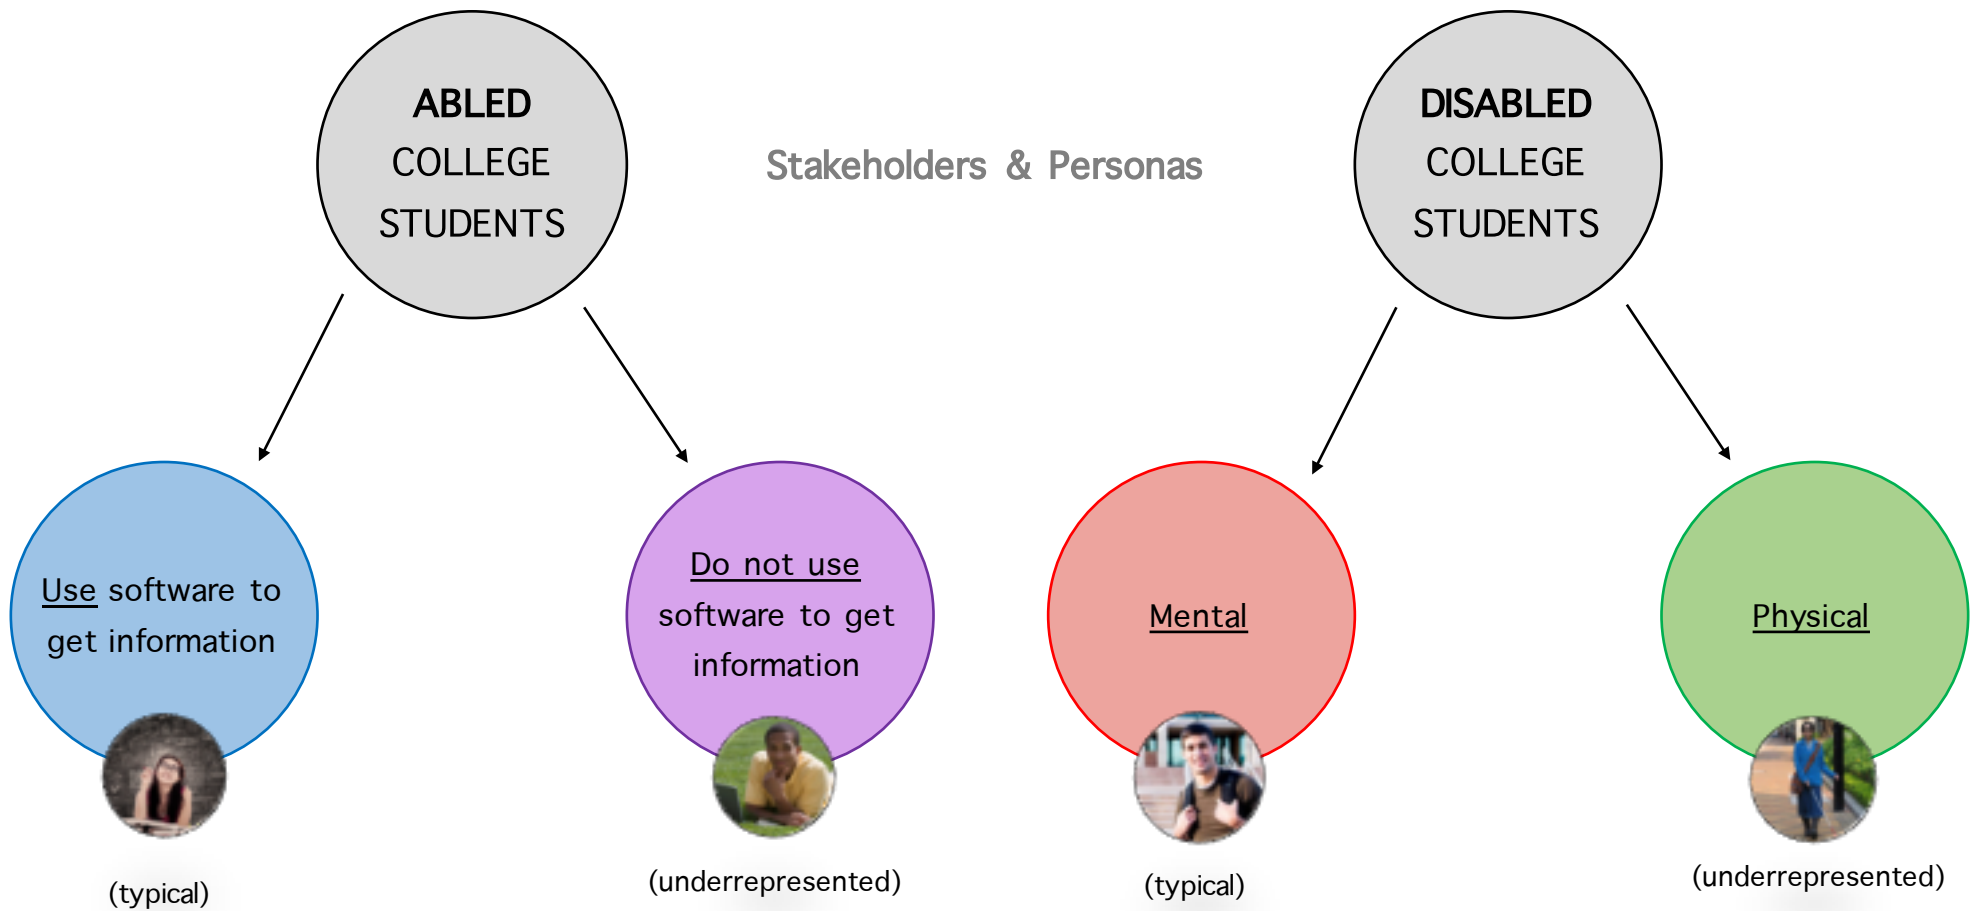 ABLED
COLLEGE
STUDENTS
Stakeholders & Personas
DISABLED
COLLEGE
STUDENTS
Use software to
get information
Do not use
software to get
information
Mental
Physical
(typical)
(underrepresented)
(typical)
(underrepresented)